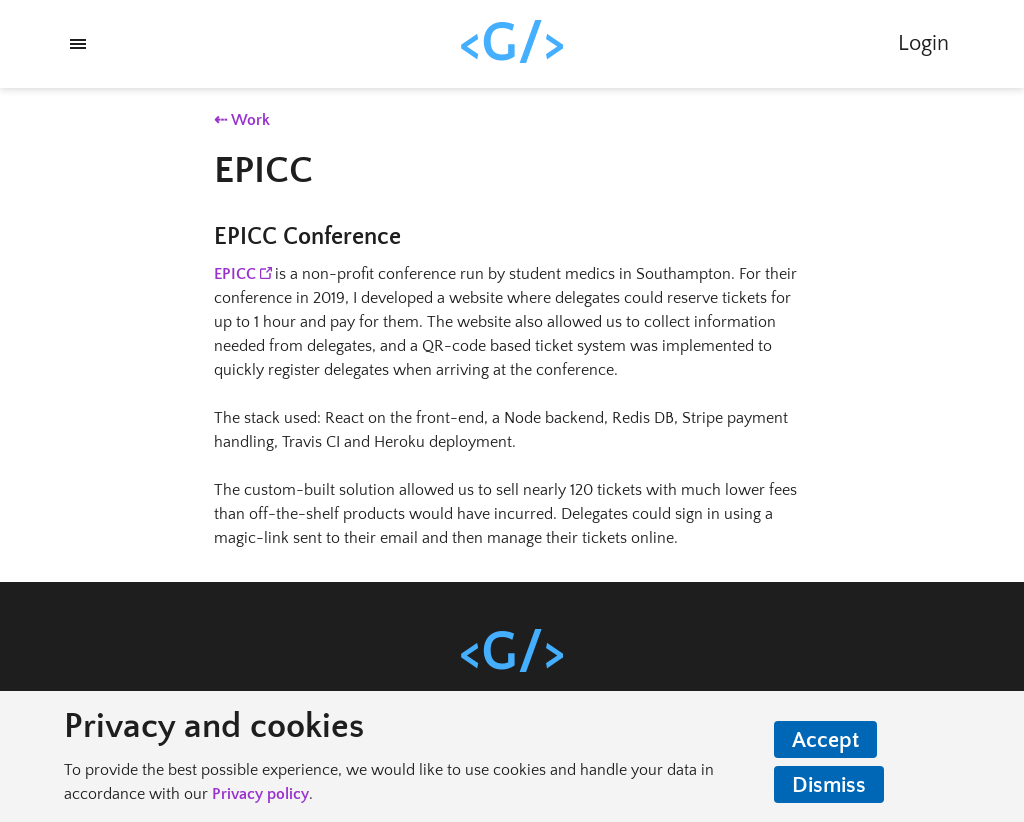 <G/>
Login
⇠ Work
EPICC
EPICC Conference
EPICC is a non-profit conference run by student medics in Southampton. For their
conference in 2019, I developed a website where delegates could reserve tickets for
up to 1 hour and pay for them. The website also allowed us to collect information
needed from delegates, and a QR-code based ticket system was implemented to
quickly register delegates when arriving at the conference.
The stack used: React on the front-end, a Node backend, Redis DB, Stripe payment
handling, Travis CI and Heroku deployment.
The custom-built solution allowed us to sell nearly 120 tickets with much lower fees
than off-the-shelf products would have incurred. Delegates could sign in using a
magic-link sent to their email and then manage their tickets online.
<G/>
Privacy and cookies
To provide the best possible experience, we would like to use cookies and handle your data in
accordance with our Privacy policy.
Accept
Dismiss